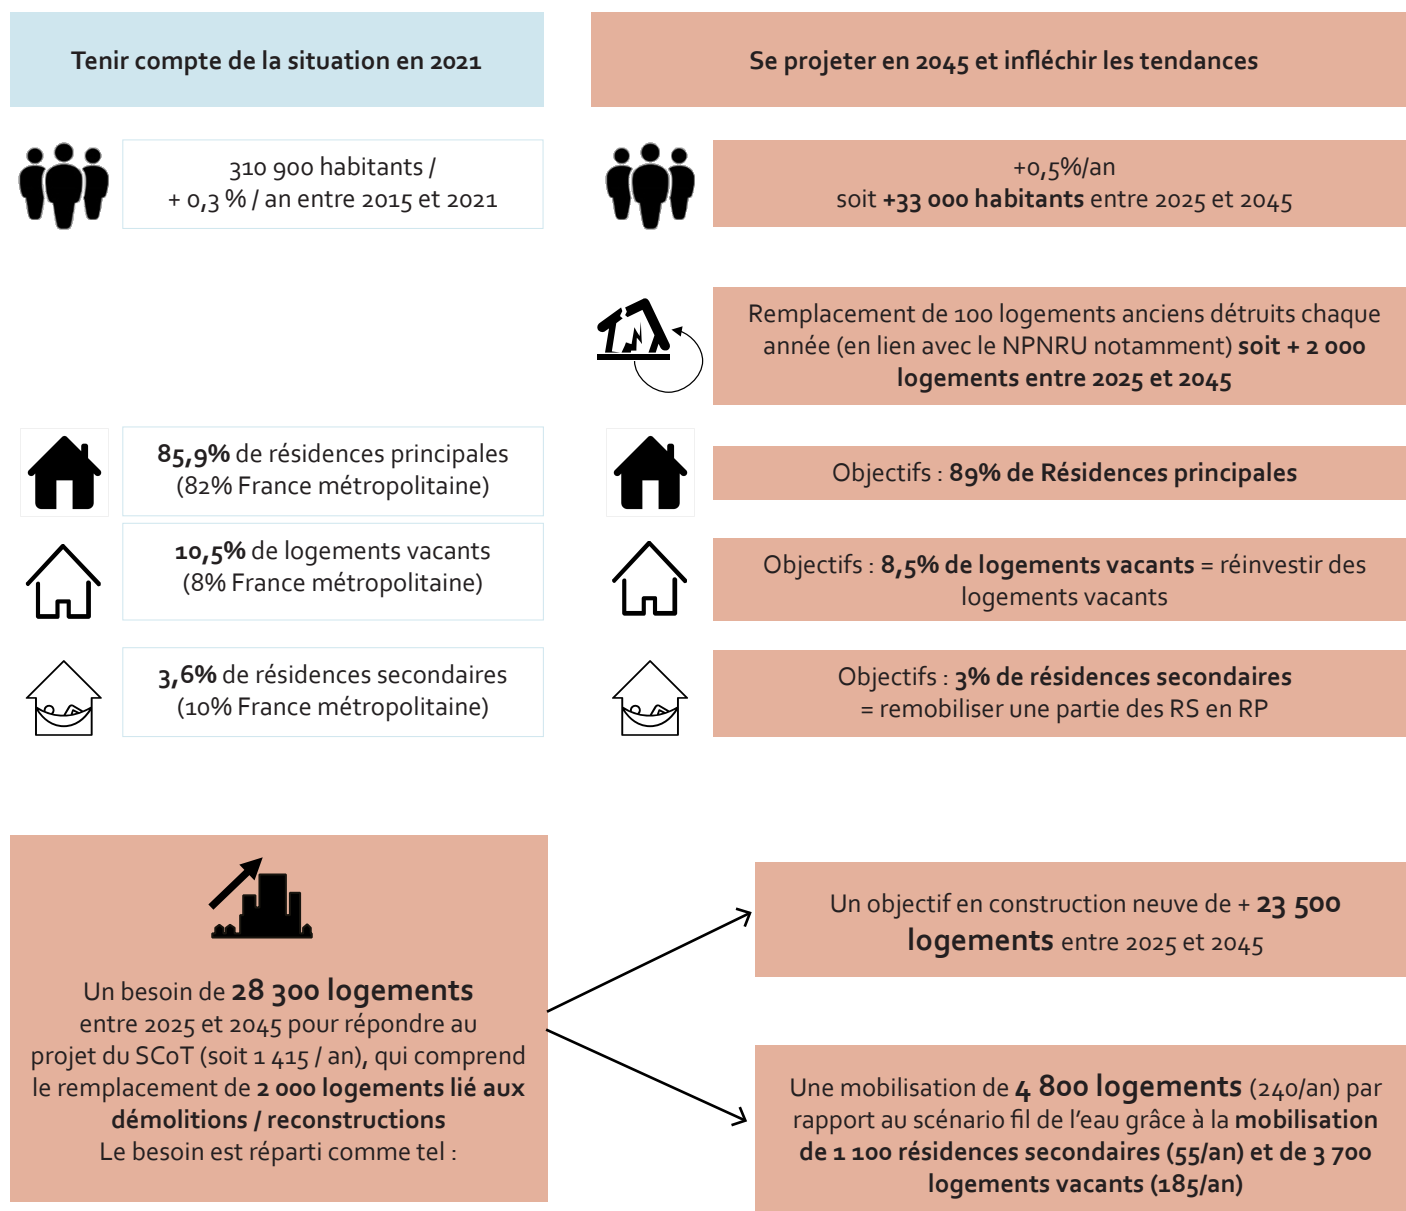 Tenir compte de la situation en 2021
Se projeter en 2045 et infléchir les tendances
310 900 habitants /
+ 0,3 % / an entre 2015 et 2021
+0,5%/an
soit +33 000 habitants entre 2025 et 2045
Remplacement de 100 logements anciens détruits chaque
année (en lien avec le NPNRU notamment) soit + 2 000
logements entre 2025 et 2045
85,9% de résidences principales
(82% France métropolitaine)
Objectifs : 89% de Résidences principales
10,5% de logements vacants
(8% France métropolitaine)
Objectifs : 8,5% de logements vacants = réinvestir des
logements vacants
3,6% de résidences secondaires
(10% France métropolitaine)
Objectifs : 3% de résidences secondaires
= remobiliser une partie des RS en RP
Un besoin de 28 300 logements
entre 2025 et 2045 pour répondre au
projet du SCoT (soit 1 415 / an), qui comprend
le remplacement de 2 000 logements lié aux
démolitions / reconstructions
Le besoin est réparti comme tel :
Un objectif en construction neuve de + 23 500
logements entre 2025 et 2045
Une mobilisation de 4 800 logements (240/an) par
rapport au scénario fil de l'eau grâce à la mobilisation
de 1 100 résidences secondaires (55/an) et de 3 700
logements vacants (185/an)